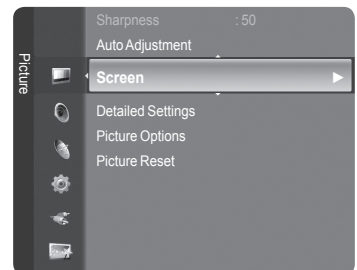 Picture
Sharpness : 50
Auto Adjustment
Screen
Detailed Settings
Picture Options
Picture Reset